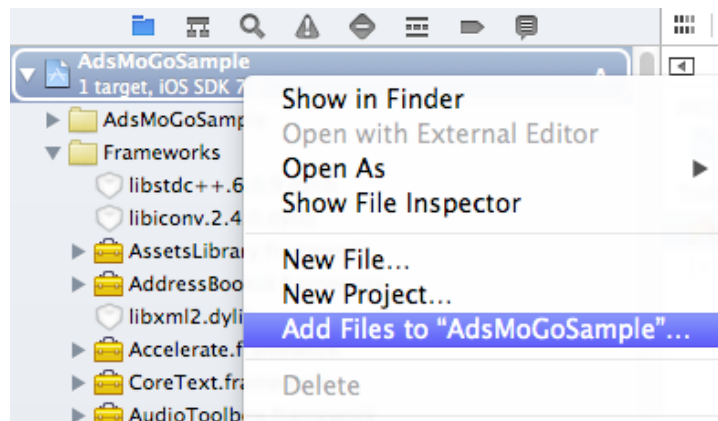 AdsMoGoSample
1 target, iOS SDK 7
AdsMoGoSamp
Frameworks
libstdc++.6
libiconv.2.4
AssetsLibrar
AddressBoo
libxml2.dyli
Accelerate.f
CoreText.fra
AudioToolb
Show in Finder
Open with External Editor
Open As
Show File Inspector
New File...
New Project...
Add Files to “AdsMoGoSample”...
Delete